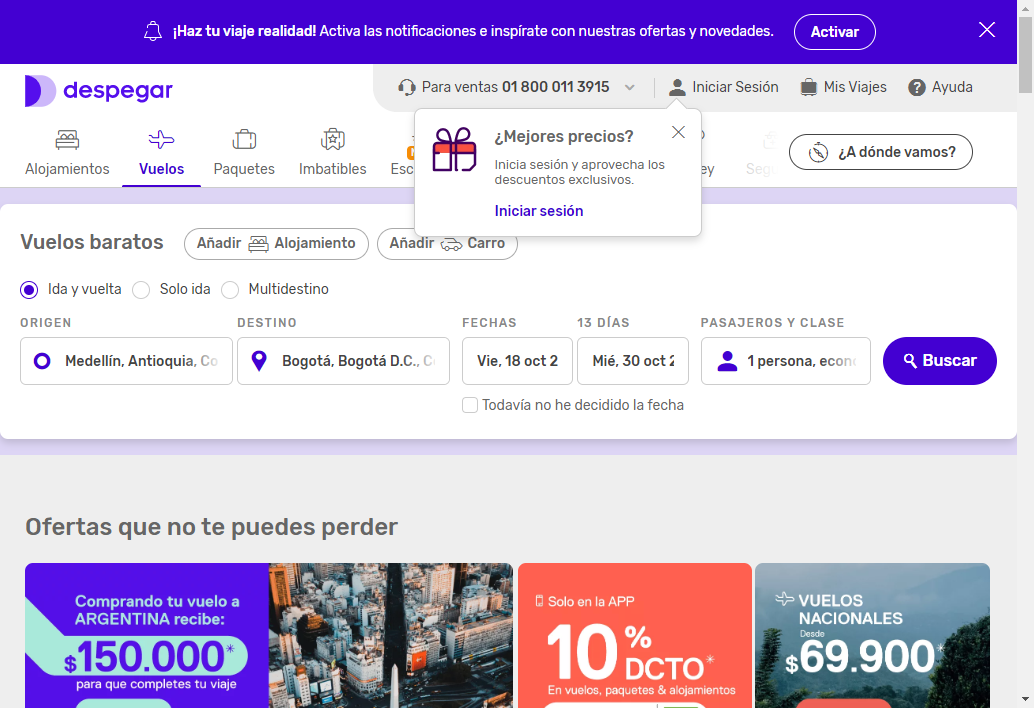 ¡Haz tu viaje realidad! Activa las notificaciones e inspírate con nuestras ofertas y novedades.
Activar
despegar
Para ventas 01 800 011 3915
Iniciar Sesión
Mis Viajes
Ayuda
Alojamientos
Vuelos
Paquetes
Imbatibles
¿A dónde vamos?
¿Mejores precios?
Inicia sesión y aprovecha los
descuentos exclusivos.
Iniciar sesión
Vuelos baratos
Añadir Alojamiento
Añadir Carro
Ida y vuelta
Solo ida
Multidestino
ORIGEN
DESTINO
FECHAS
13 DÍAS
PASAJEROS Y CLASE
Medellín, Antioquia, Co
Bogotá, Bogotá D.C., C
Vie, 18 oct 2
Mié, 30 oct 2
1 persona, econ
Buscar
Todavía no he decidido la fecha
Ofertas que no te puedes perder
Comprando tu vuelo a
ARGENTINA recibe:
$150.000*
para que completes tu viaje
Solo en la APP
10% DCTO*
En vuelos, paquetes & alojamientos
VUELOS
NACIONALES
Desde
$69.900*